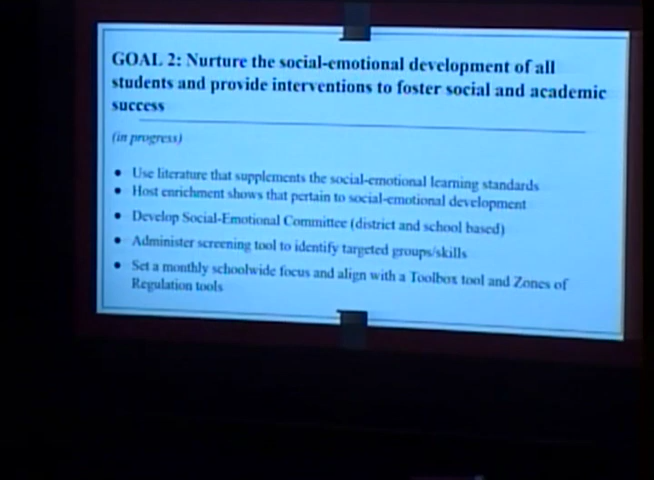 GOAL 2: Nurture the social-emotional development of all
students and provide interventions to foster social and academic
success
(in progress)
• Use literature that supplements the social-emotional learning standards
• Host enrichment shows that pertain to social-emotional development
• Develop Social-Emotional Committee (district and school based)
• Administer screening tool to identify targeted groups/skills
• Set a monthly schoolwide focus and align with a Toolbox tool and Zones of
Regulation tools